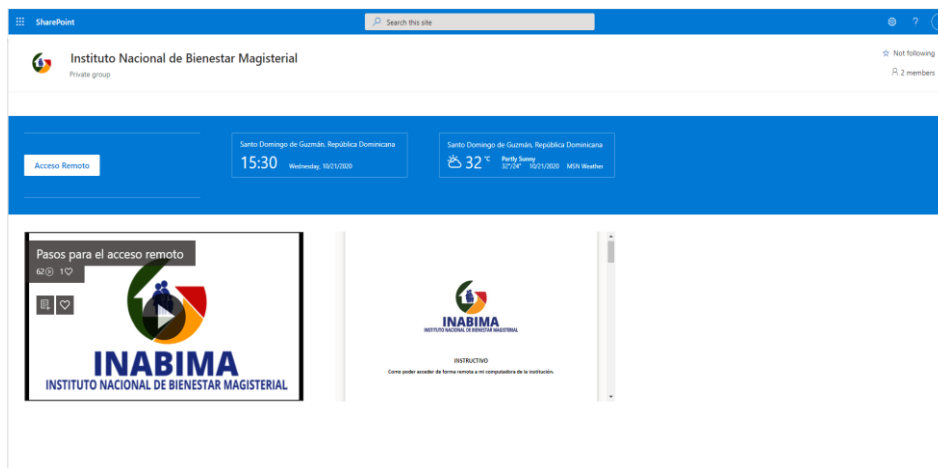 SharePoint
Search this site
?
Instituto Nacional de Bienestar Magisterial
Private group
Not following
2 members
Acceso Remoto
Santo Domingo de Guzmán, República Dominicana
15:30 Wednesday, 10/21/2020
Santo Domingo de Guzmán, República Dominicana
32 °C Partly Sunny
32°/24° 10/21/2020 MSN Weather
Pasos para el acceso remoto
62 1
INABIMA
INSTITUTO NACIONAL DE BIENESTAR MAGISTERIAL
INABIMA
INSTITUTO NACIONAL DE BIENESTAR MAGISTERIAL
INSTRUCTIVO
Como poder acceder de forma remota a mi computadora de la institución.